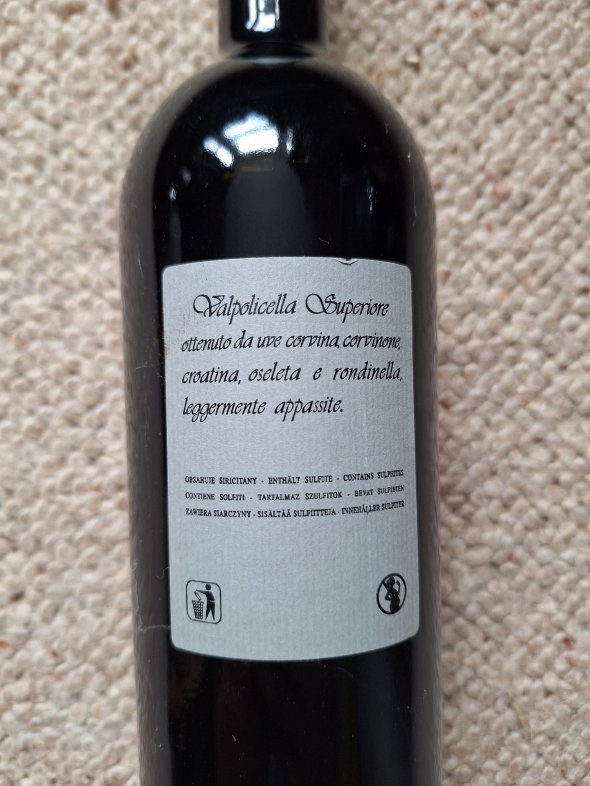 Valpolicella Superiore
ottenuto da uve corvina, corvinone,
croatina, oseleta e rondinella,
leggermente appassite.
OBSAHUJE SIRICITANY - ENTHÄLT SULFITE - CONTAINS SULPHITES
CONTIENE SOLFITI - TARTALMAZ SZULFITOK - BEVAT SULFIETEN
ZAWIERA SIARCZYNY - SISÄLTÄÄ SULFIITTEJA - INNEHÅLLER SULFITER